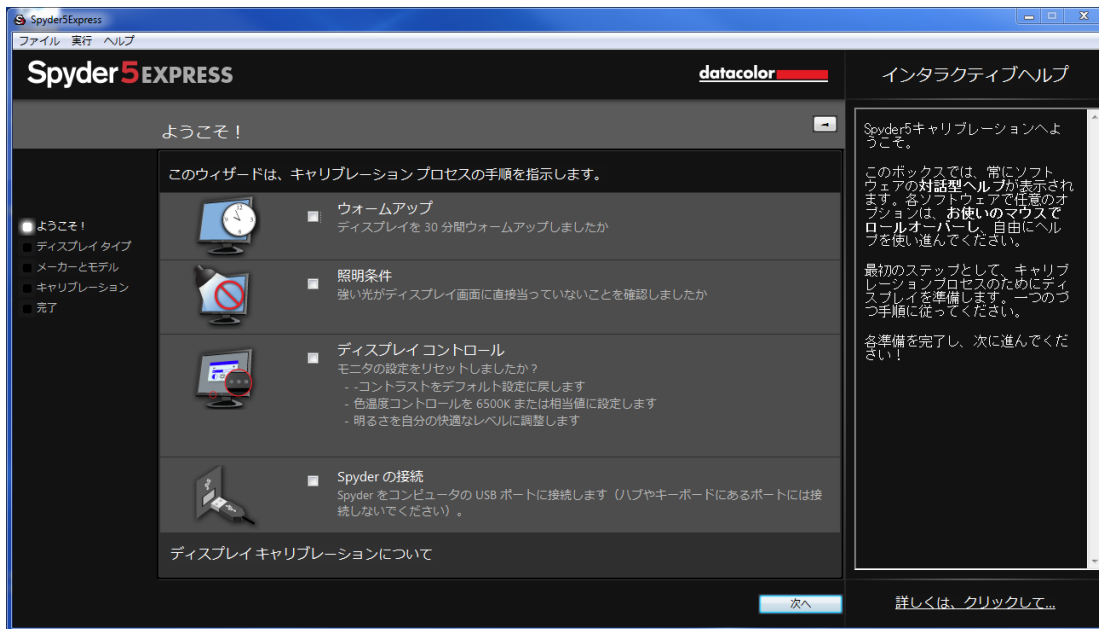 Spyder5Express
ファイル 実行 ヘルプ
Spyder5EXPRESS
datacolor
インタラクティブヘルプ
ようこそ！
このウィザードは、キャリブレーション プロセスの手順を指示します。
ようこそ！
ディスプレイ タイプ
メーカーとモデル
キャリブレーション
完了
ウォームアップ
ディスプレイを 30 分間ウォームアップしましたか
照明条件
強い光がディスプレイ画面に直接当っていないことを確認しましたか
ディスプレイ コントロール
モニタの設定をリセットしましたか？
- -コントラストをデフォルト設定に戻します
- 色温度コントロールを 6500K または相当値に設定します
- 明るさを自分の快適なレベルに調整します
Spyder の接続
Spyder をコンピュータの USB ポートに接続します（ハブやキーボードにあるポートには接
続しないでください）。
ディスプレイ キャリブレーションについて
次へ
Spyder5キャリブレーションへよ
うこそ。
このボックスでは、常にソフト
ウェアの対話型ヘルプが表示され
ます。各ソフトウェアで任意のオ
プションは、お使いのマウスで
ロールオーバーし、自由にヘル
プを使い進んでください。
最初のステップとして、キャリブ
レーションプロセスのためにディ
スプレイを準備します。一つのづ
つ手順に従ってください。
各準備を完了し、次に進んでくだ
さい！
詳しくは、クリックして...